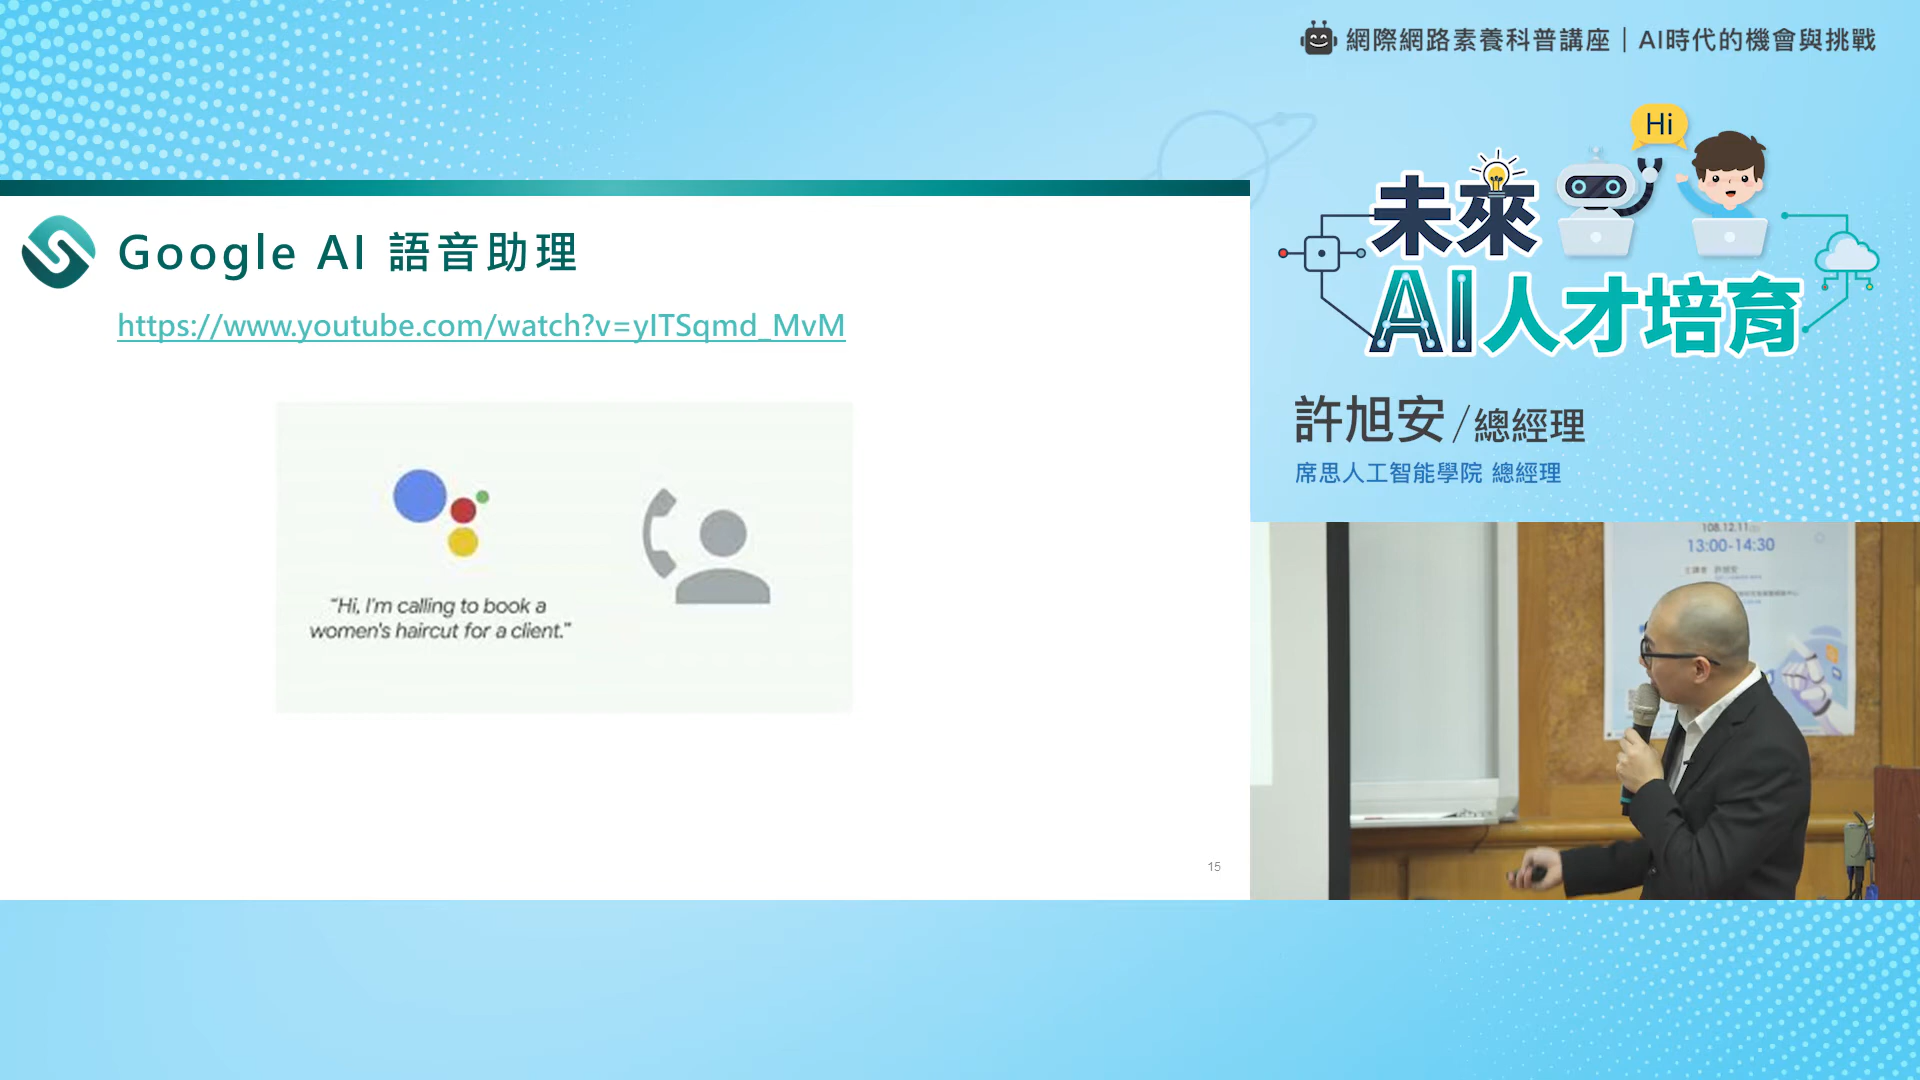 網際網路素養科普講座｜AI時代的機會與挑戰
Hi
未來
AI人才培育
許旭安/總經理
席思人工智能學院 總經理
Google AI 語音助理
https://www.youtube.com/watch?v=yITSqmd_MvM
"Hi, I'm calling to book a
women's haircut for a client."
15
108.12.11
13:00-14:30